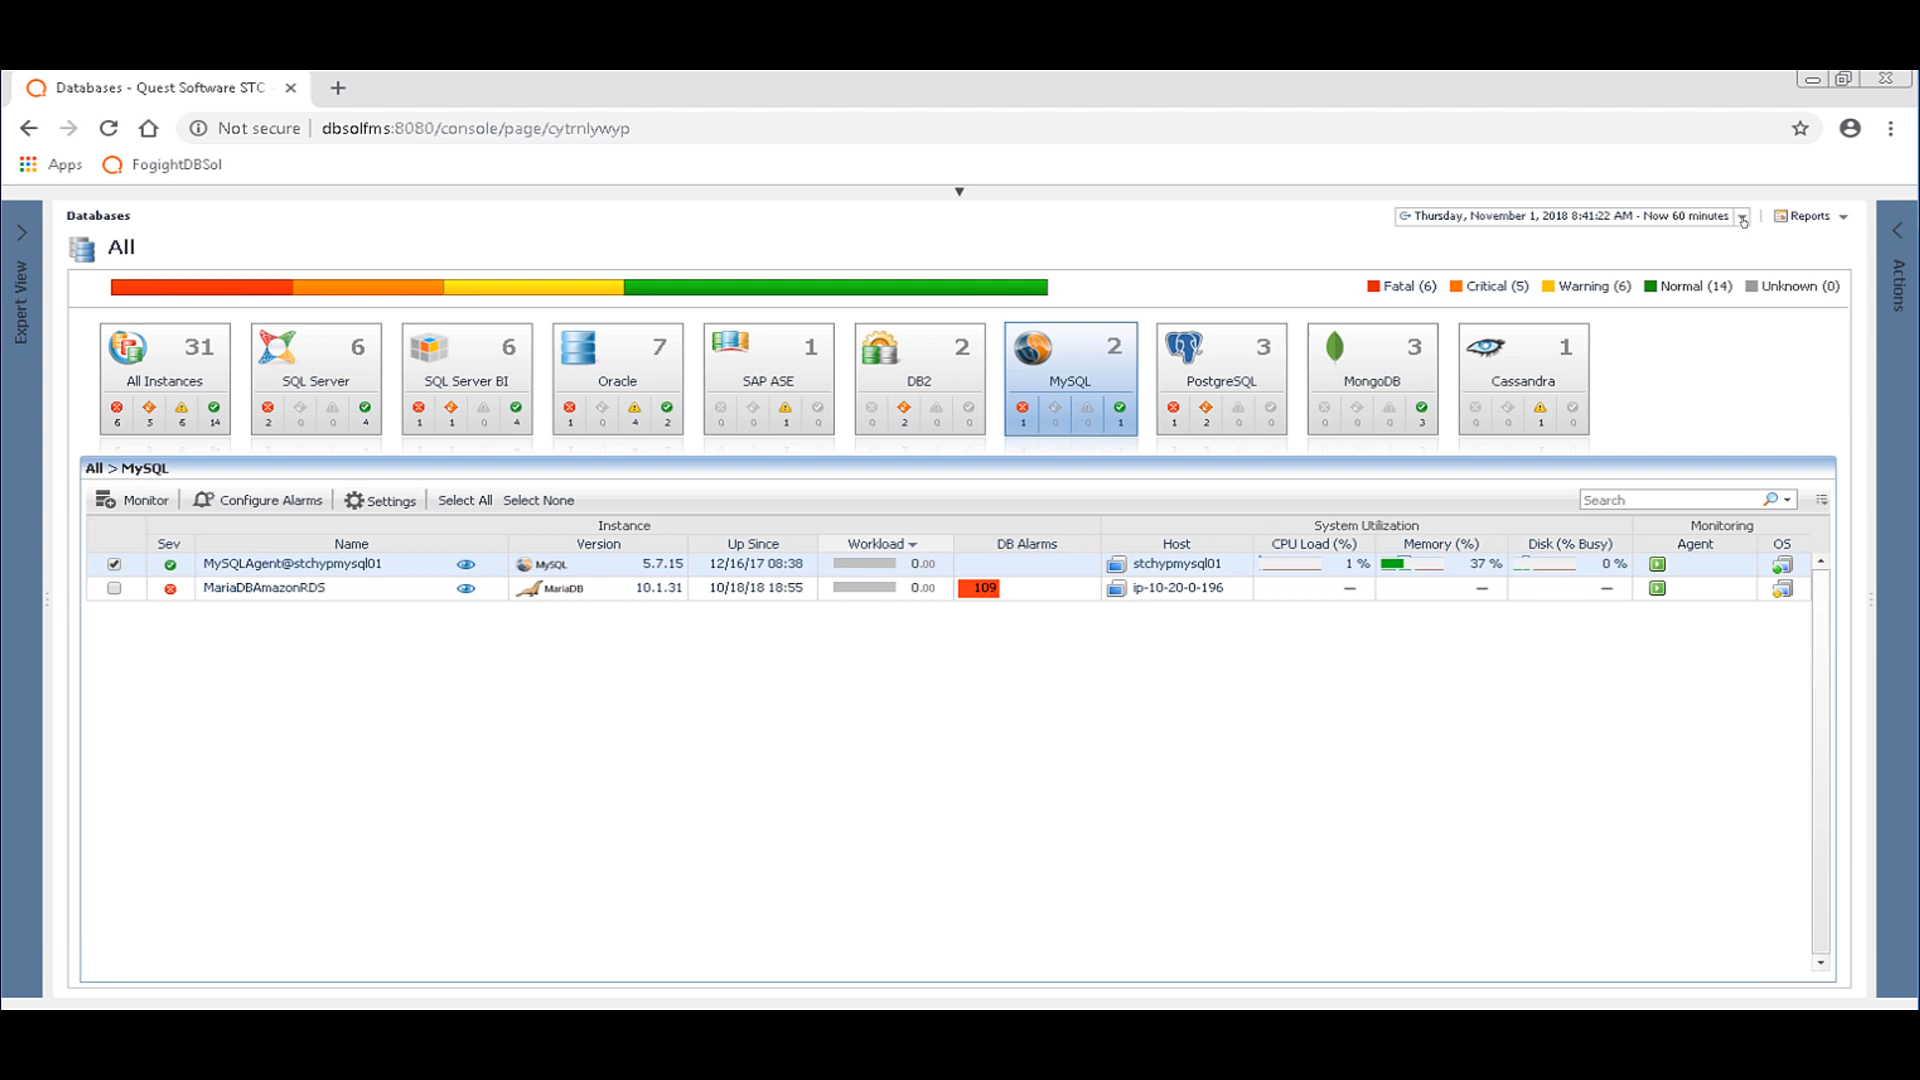 Databases - Quest Software STC
Not secure | dbsolfms:8080/console/page/cytrnlywyp
Apps FogightDBSol
Databases
Thursday, November 1, 2018 8:41:22 AM - Now 60 minutes | Reports
All
Fatal (6) Critical (5) Warning (6) Normal (14) Unknown (0)
31 6 6 7 1 2 2 3 3 1
All Instances SQL Server SQL Server BI Oracle SAP ASE DB2 MySQL PostgreSQL MongoDB Cassandra
6 5 6 14 2 0 0 4 1 1 0 4 1 0 4 2 0 0 1 0 0 2 0 0 1 0 0 1 1 2 0 0 0 0 0 3 0 0 1 0
Expert View
Actions
All > MySQL
Monitor Configure Alarms Settings Select All Select None Search
Instance System Utilization Monitoring
Sev Name Version Up Since Workload DB Alarms Host CPU Load (%) Memory (%) Disk (% Busy) Agent OS
MySQLAgent@stchypmysql01 MySQL 5.7.15 12/16/17 08:38 0.00 stchypmysql01 1 % 37 % 0 %
MariaDBAmazonRDS MariaDB 10.1.31 10/18/18 18:55 0.00 109 ip-10-20-0-196 — — —